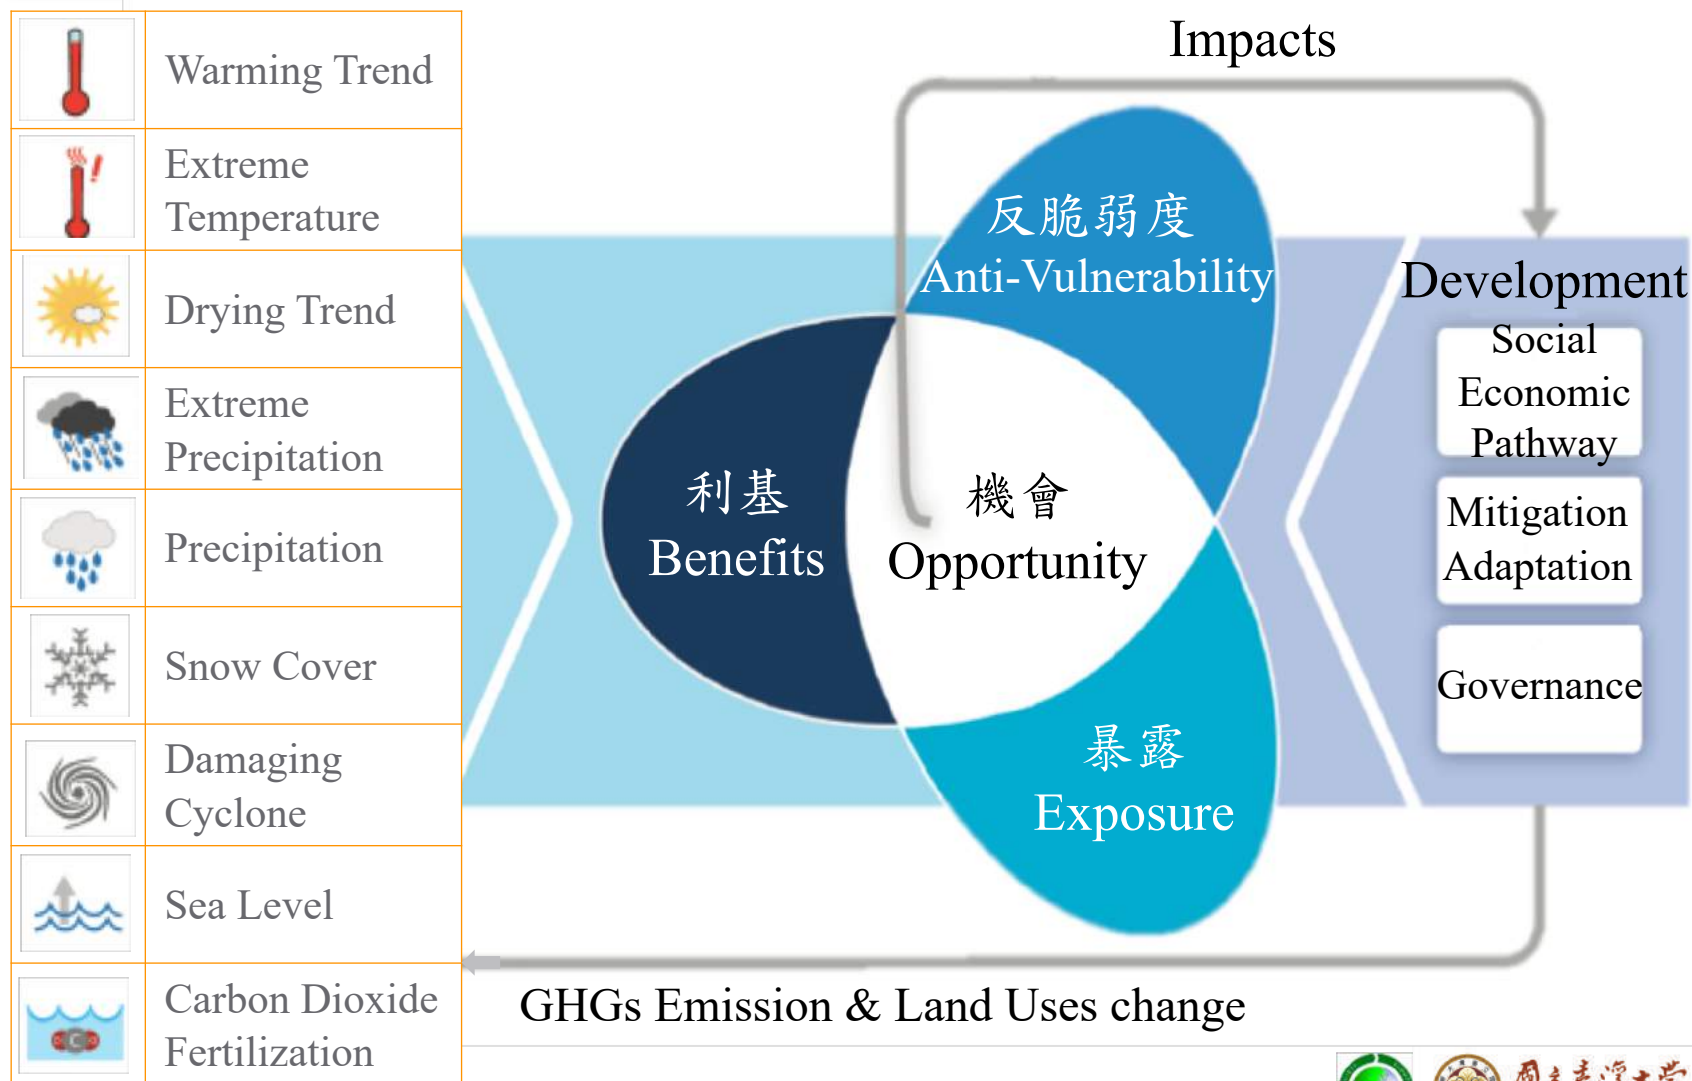 Warming Trend
Extreme
Temperature
Drying Trend
Extreme
Precipitation
Precipitation
Snow Cover
Damaging
Cyclone
Sea Level
Carbon Dioxide
Fertilization
Impacts
反脆弱度
Anti-Vulnerability
利基
Benefits
機會
Opportunity
暴露
Exposure
Development
Social
Economic
Pathway
Mitigation
Adaptation
Governance
GHGs Emission & Land Uses change